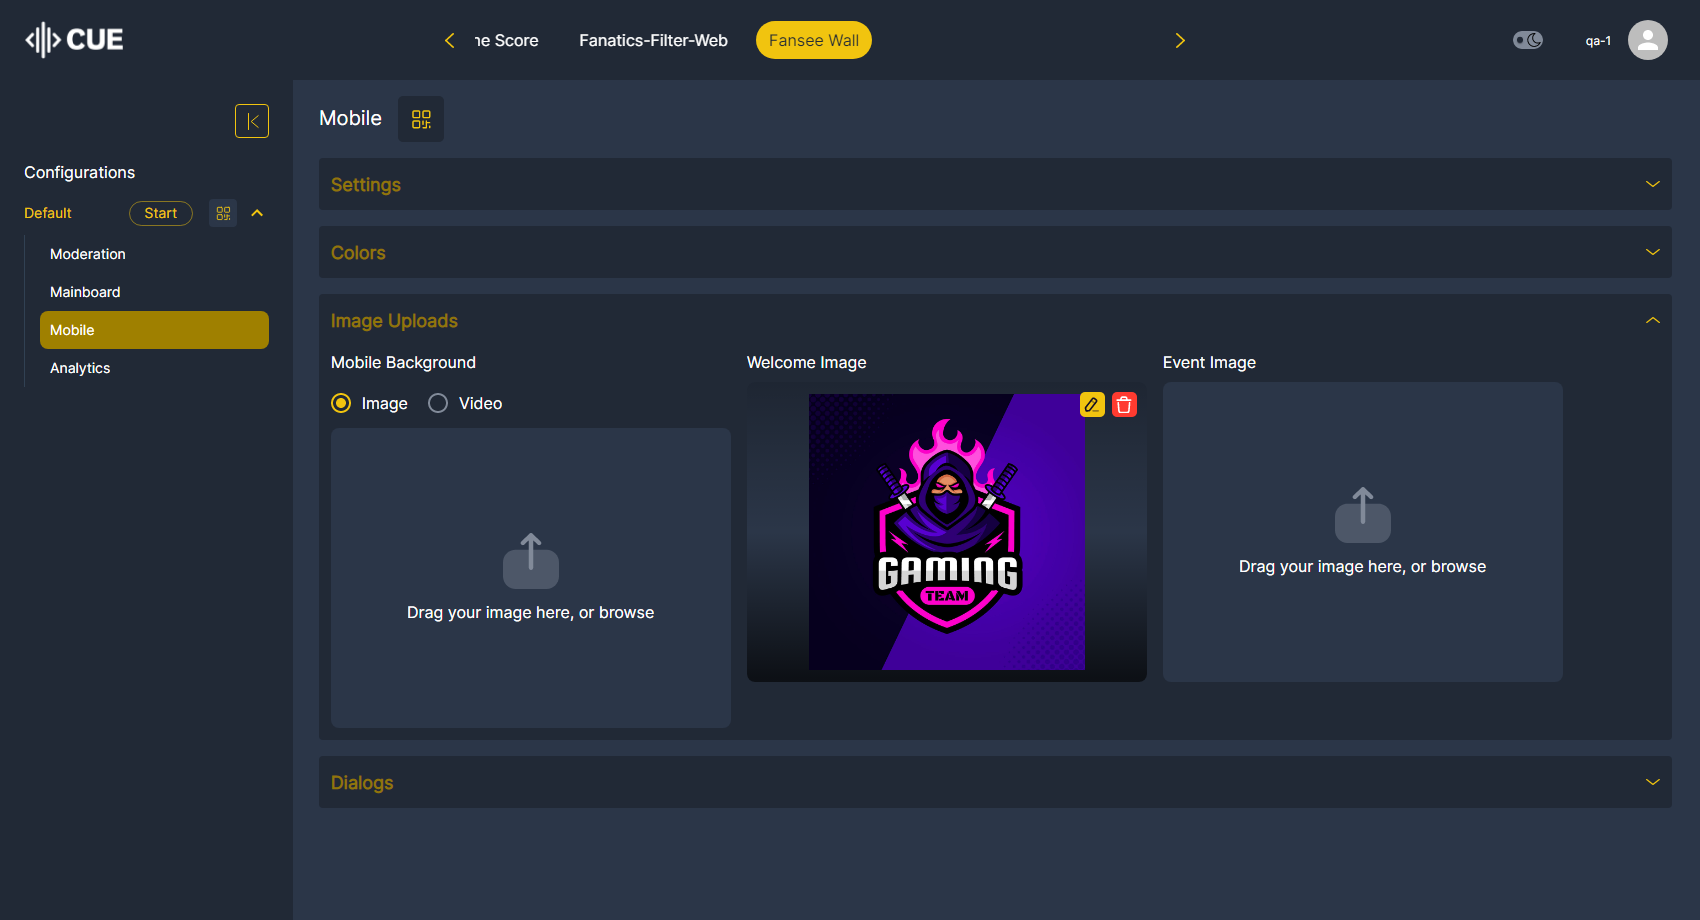 CUE
Score
Fanatics-Filter-Web
Fansee Wall
qa-1
Configurations
Default
Start
Moderation
Mainboard
Mobile
Analytics
Mobile
Settings
Colors
Image Uploads
Mobile Background
Image
Video
Drag your image here, or browse
Welcome Image
GAMING
TEAM
Event Image
Drag your image here, or browse
Dialogs